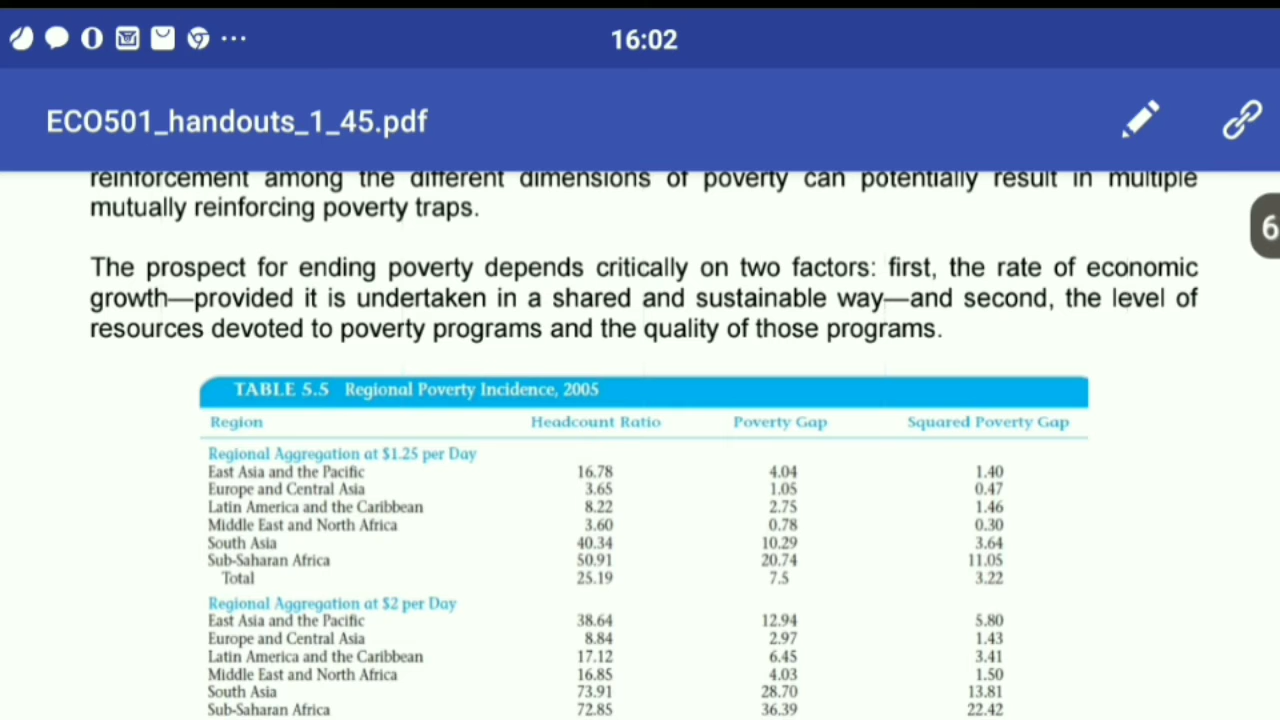 16:02
ECO501_handouts_1_45.pdf
reinforcement among the different dimensions of poverty can potentially result in multiple
mutually reinforcing poverty traps.
6
The prospect for ending poverty depends critically on two factors: first, the rate of economic
growth—provided it is undertaken in a shared and sustainable way—and second, the level of
resources devoted to poverty programs and the quality of those programs.
TABLE 5.5 Regional Poverty Incidence, 2005
Region Headcount Ratio Poverty Gap Squared Poverty Gap
Regional Aggregation at $1.25 per Day
East Asia and the Pacific 16.78 4.04 1.40
Europe and Central Asia 3.65 1.05 0.47
Latin America and the Caribbean 8.22 2.75 1.46
Middle East and North Africa 3.60 0.78 0.30
South Asia 40.34 10.29 3.64
Sub-Saharan Africa 50.91 20.74 11.05
Total 25.19 7.5 3.22
Regional Aggregation at $2 per Day
East Asia and the Pacific 38.64 12.94 5.80
Europe and Central Asia 8.84 2.97 1.43
Latin America and the Caribbean 17.12 6.45 3.41
Middle East and North Africa 16.85 4.03 1.50
South Asia 73.91 28.70 13.81
Sub-Saharan Africa 72.85 36.39 22.42